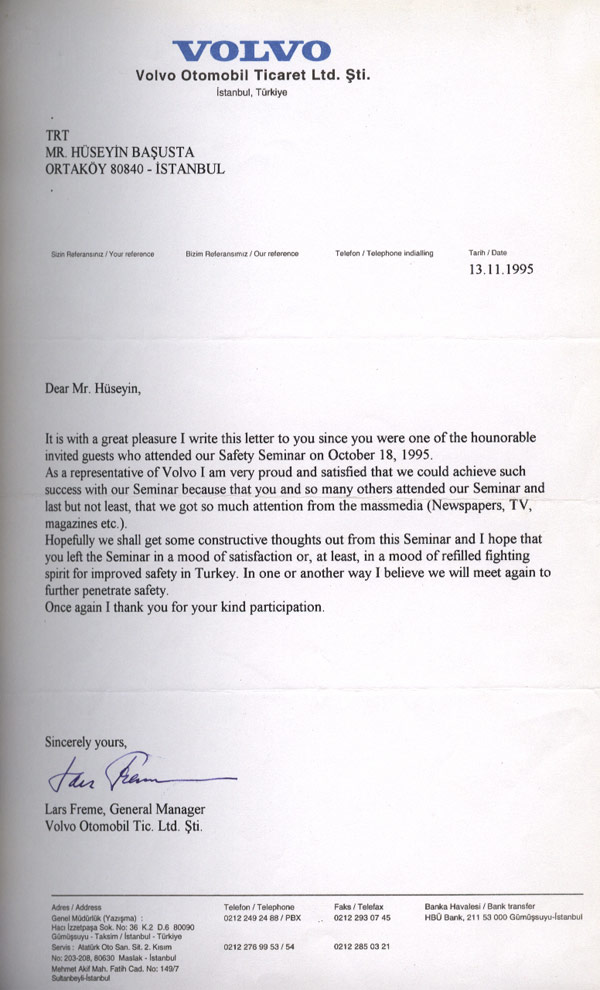 VOLVO
Volvo Otomobil Ticaret Ltd. Şti.
İstanbul, Türkiye
TRT
MR. HÜSEYİN BAŞUSTA
ORTAKÖY 80840 - İSTANBUL
Sizin Referansınız / Your reference Bizim Referansımız / Our reference Telefon / Telephone indialling Tarih / Date
13.11.1995
Dear Mr. Hüseyin,
It is with a great pleasure I write this letter to you since you were one of the hounorable
invited guests who attended our Safety Seminar on October 18, 1995.
As a representative of Volvo I am very proud and satisfied that we could achieve such
success with our Seminar because that you and so many others attended our Seminar and
last but not least, that we got so much attention from the massmedia (Newspapers, TV,
magazines etc.).
Hopefully we shall get some constructive thoughts out from this Seminar and I hope that
you left the Seminar in a mood of satisfaction or, at least, in a mood of refilled fighting
spirit for improved safety in Turkey. In one or another way I believe we will meet again to
further penetrate safety.
Once again I thank you for your kind participation.
Sincerely yours,
Lars Freme
Lars Freme, General Manager
Volvo Otomobil Tic. Ltd. Şti.
Adres / Address Telefon / Telephone Faks / Telefax Banka Havalesi / Bank transfer
Genel Müdürlük (Yazışma) : 0212 249 24 88 / PBX 0212 293 07 45 HBÜ Bank, 211 53 000 Gümüşsuyu-İstanbul
Hacı İzzetpaşa Sok. No: 36 K.2 D.6 80090
Gümüşsuyu - Taksim / İstanbul - Türkiye
Servis : Atatürk Oto San. Sit. 2. Kısım 0212 276 99 53 / 54 0212 285 03 21
No: 203-208, 80630 Maslak - İstanbul
Mehmet Akif Mah. Fatih Cad. No: 149/7
Sultanbeyli-İstanbul